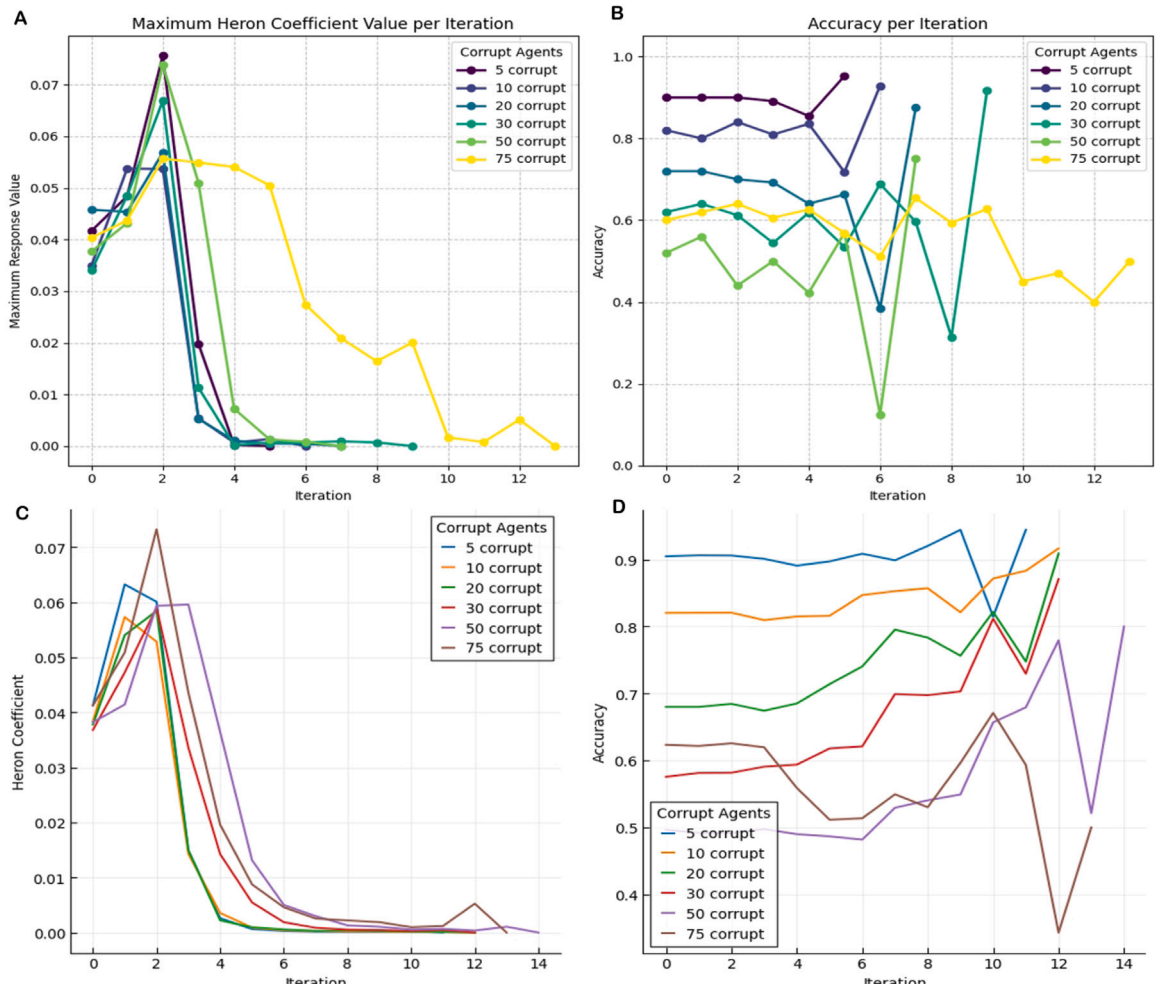 A
Maximum Heron Coefficient Value per Iteration
Maximum Response Value
0.07
0.06
0.05
0.04
0.03
0.02
0.01
0.00
Corrupt Agents
5 corrupt
10 corrupt
20 corrupt
30 corrupt
50 corrupt
75 corrupt
0 2 4 6 8 10 12
Iteration
B
Accuracy per Iteration
Accuracy
1.0
0.8
0.6
0.4
0.2
0.0
Corrupt Agents
5 corrupt
10 corrupt
20 corrupt
30 corrupt
50 corrupt
75 corrupt
0 2 4 6 8 10 12
Iteration
C
Heron Coefficient
0.07
0.06
0.05
0.04
0.03
0.02
0.01
0.00
Corrupt Agents
5 corrupt
10 corrupt
20 corrupt
30 corrupt
50 corrupt
75 corrupt
0 2 4 6 8 10 12 14
Iteration
D
Accuracy
0.9
0.8
0.7
0.6
0.5
0.4
Corrupt Agents
5 corrupt
10 corrupt
20 corrupt
30 corrupt
50 corrupt
75 corrupt
0 2 4 6 8 10 12 14
Iteration